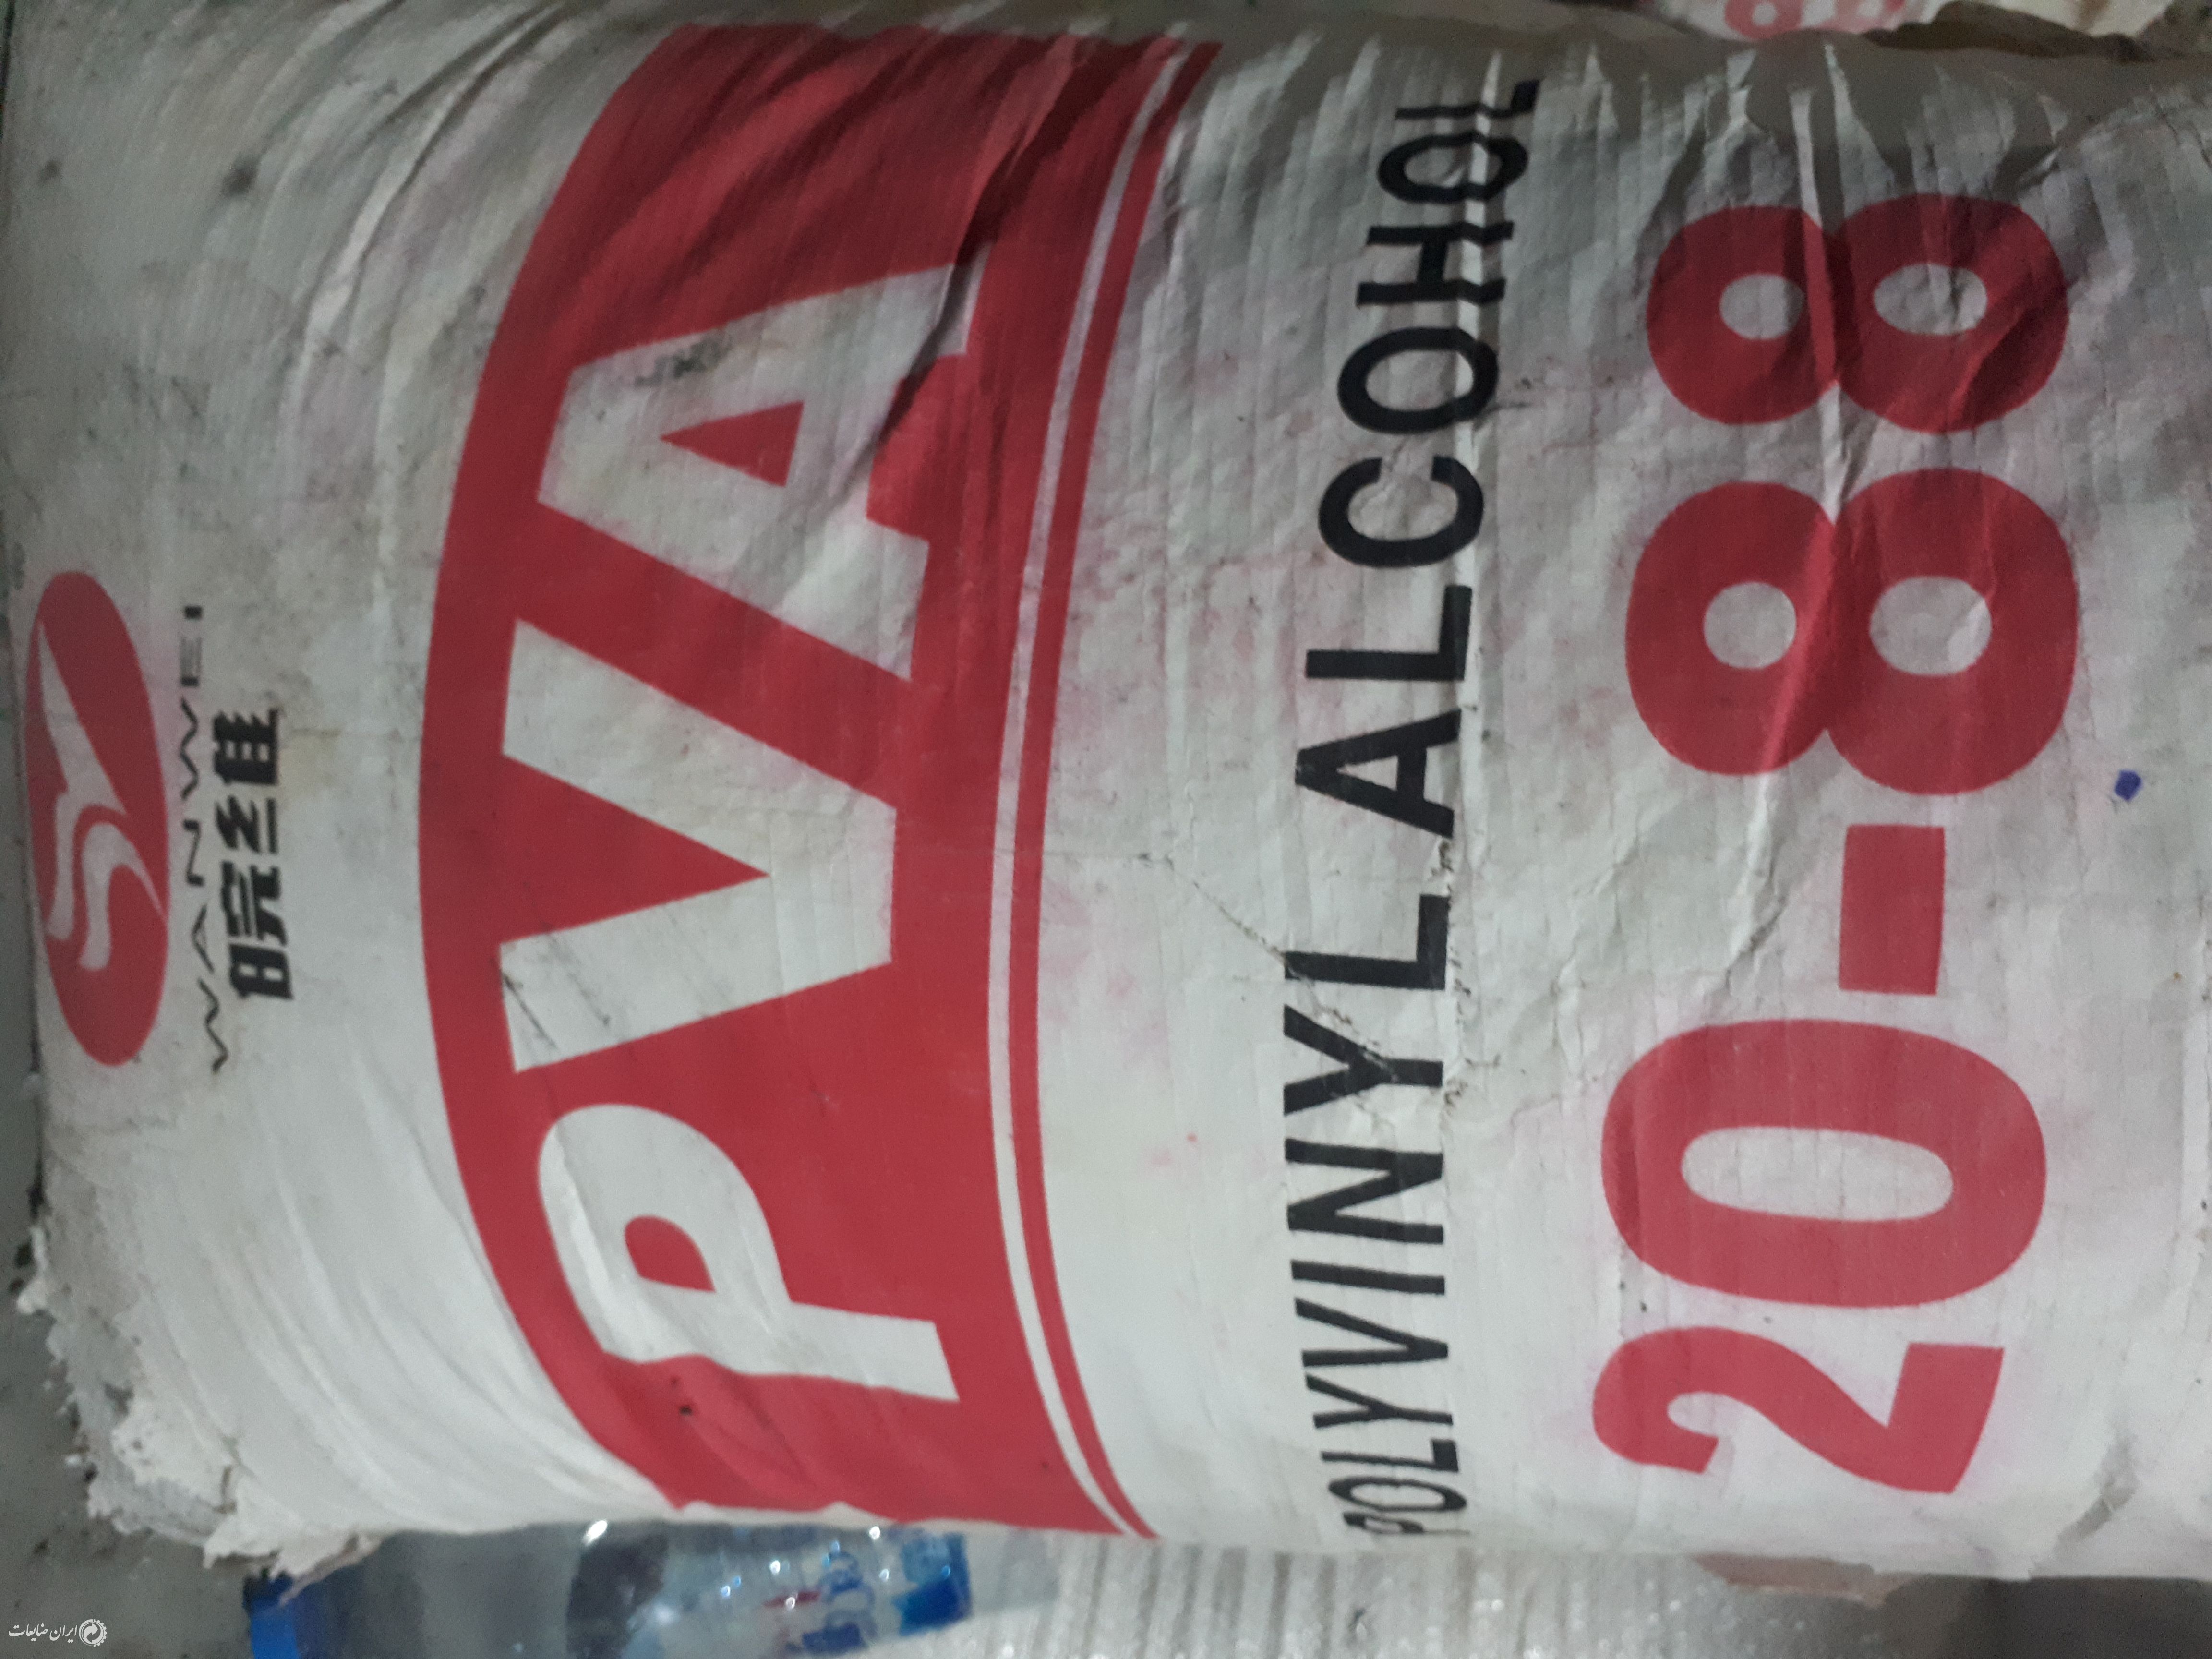 WANWEI
皖维
PVA
POLYVINYL ALCOHOL
20-88
ایران ضایعات